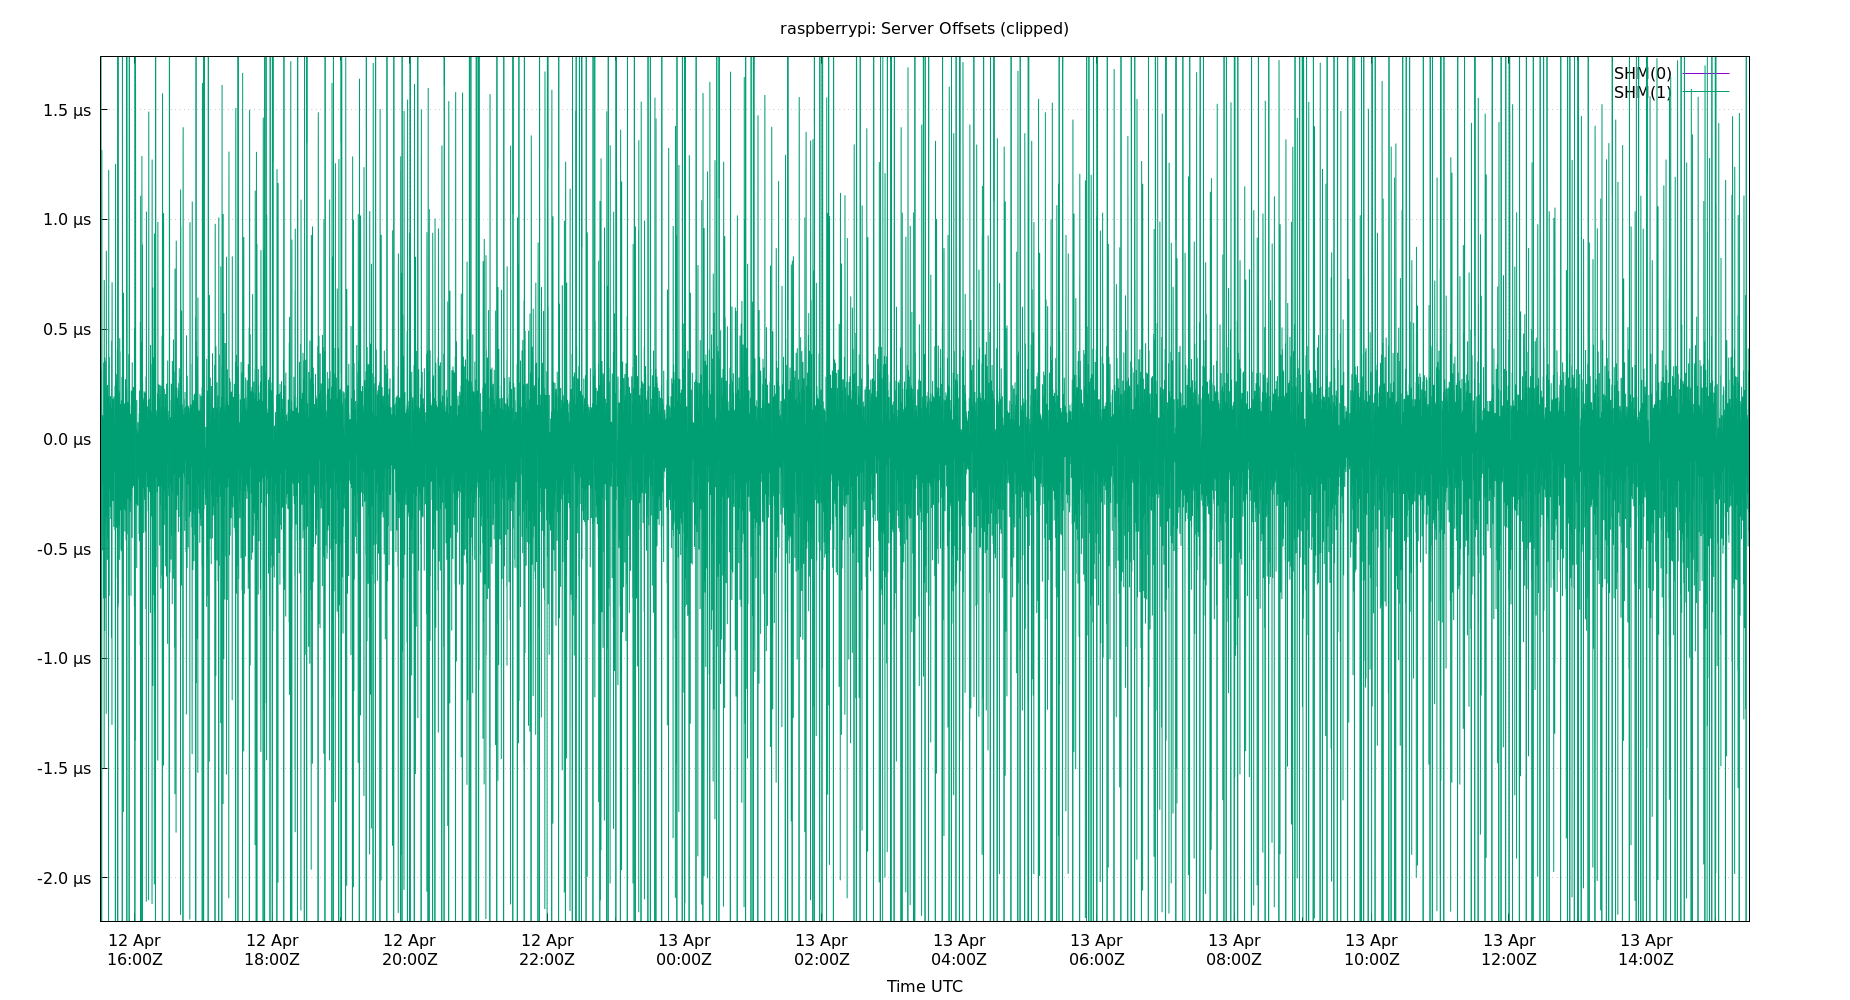 raspberrypi: Server Offsets (clipped)
SHM(0)
SHM(1)
1.5 µs
1.0 µs
0.5 µs
0.0 µs
-0.5 µs
-1.0 µs
-1.5 µs
-2.0 µs
12 Apr 12 Apr 12 Apr 12 Apr 13 Apr 13 Apr 13 Apr 13 Apr 13 Apr 13 Apr 13 Apr 13 Apr
16:00Z 18:00Z 20:00Z 22:00Z 00:00Z 02:00Z 04:00Z 06:00Z 08:00Z 10:00Z 12:00Z 14:00Z
Time UTC